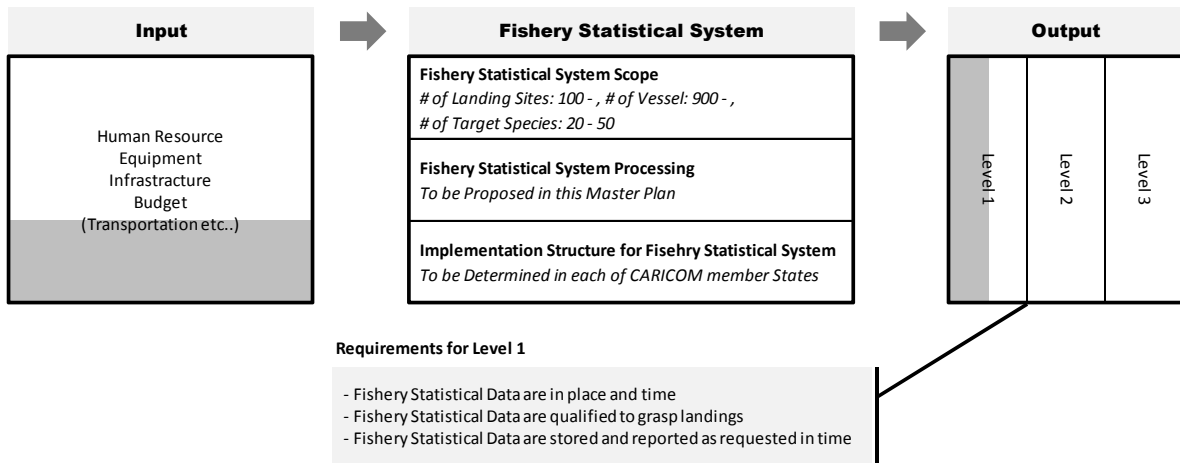 Input
Fishery Statistical System
Output
Human Resource
Equipment
Infrastracture
Budget
(Transportation etc..)
Fishery Statistical System Scope
# of Landing Sites: 100 - , # of Vessel: 900 - ,
# of Target Species: 20 - 50
Fishery Statistical System Processing
To be Proposed in this Master Plan
Implementation Structure for Fisehry Statistical System
To be Determined in each of CARICOM member States
Level 1
Level 2
Level 3
Requirements for Level 1
- Fishery Statistical Data are in place and time
- Fishery Statistical Data are qualified to grasp landings
- Fishery Statistical Data are stored and reported as requested in time